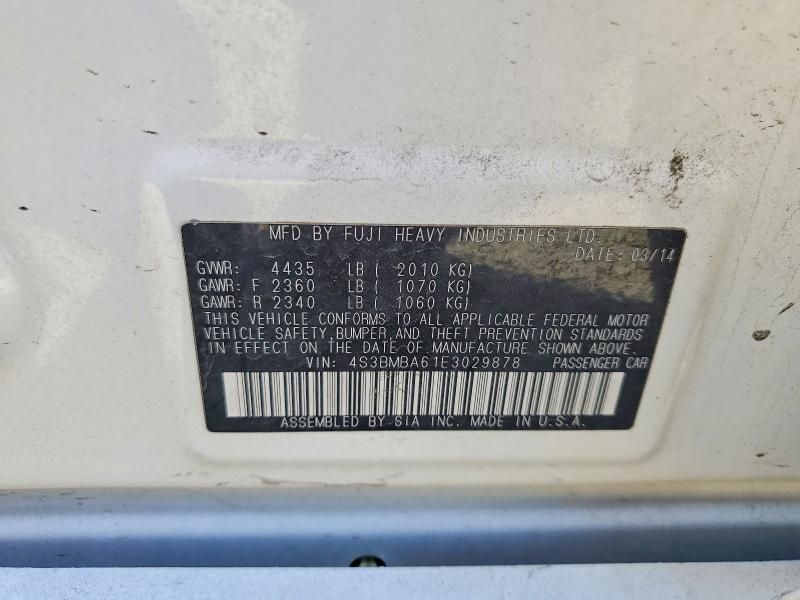 MFD BY FUJI HEAVY INDUSTRIES LTD.
DATE: 03/14
GVWR: 4435 LB ( 2010 KG)
GAWR: F 2360 LB ( 1070 KG)
GAWR: R 2340 LB ( 1060 KG)
THIS VEHICLE CONFORMS TO ALL APPLICABLE FEDERAL MOTOR
VEHICLE SAFETY,BUMPER,AND THEFT PREVENTION STANDARDS
IN EFFECT ON THE DATE OF MANUFACTURE SHOWN ABOVE.
VIN: 4S3BMBA61E3029878 PASSENGER CAR
ASSEMBLED BY SIA INC. MADE IN U.S.A.